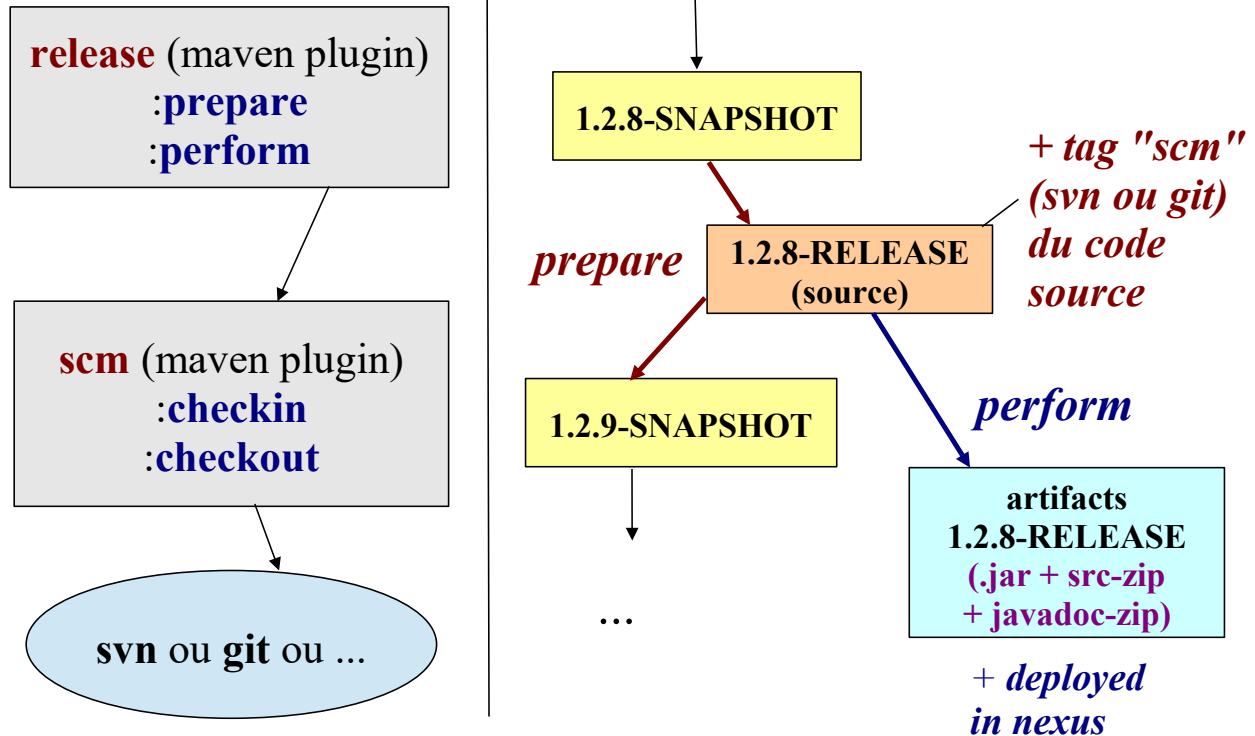 release (maven plugin)
:prepare
:perform
scm (maven plugin)
:checkin
:checkout
svn ou git ou ...
1.2.8-SNAPSHOT
+ tag "scm"
(svn ou git)
du code
source
prepare
1.2.8-RELEASE
(source)
1.2.9-SNAPSHOT
perform
...
artifacts
1.2.8-RELEASE
(.jar + src-zip
+ javadoc-zip)
+ deployed
in nexus